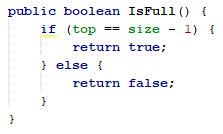 public boolean IsFull() {
    if (top == size - 1) {
        return true;
    } else {
        return false;
    }
}